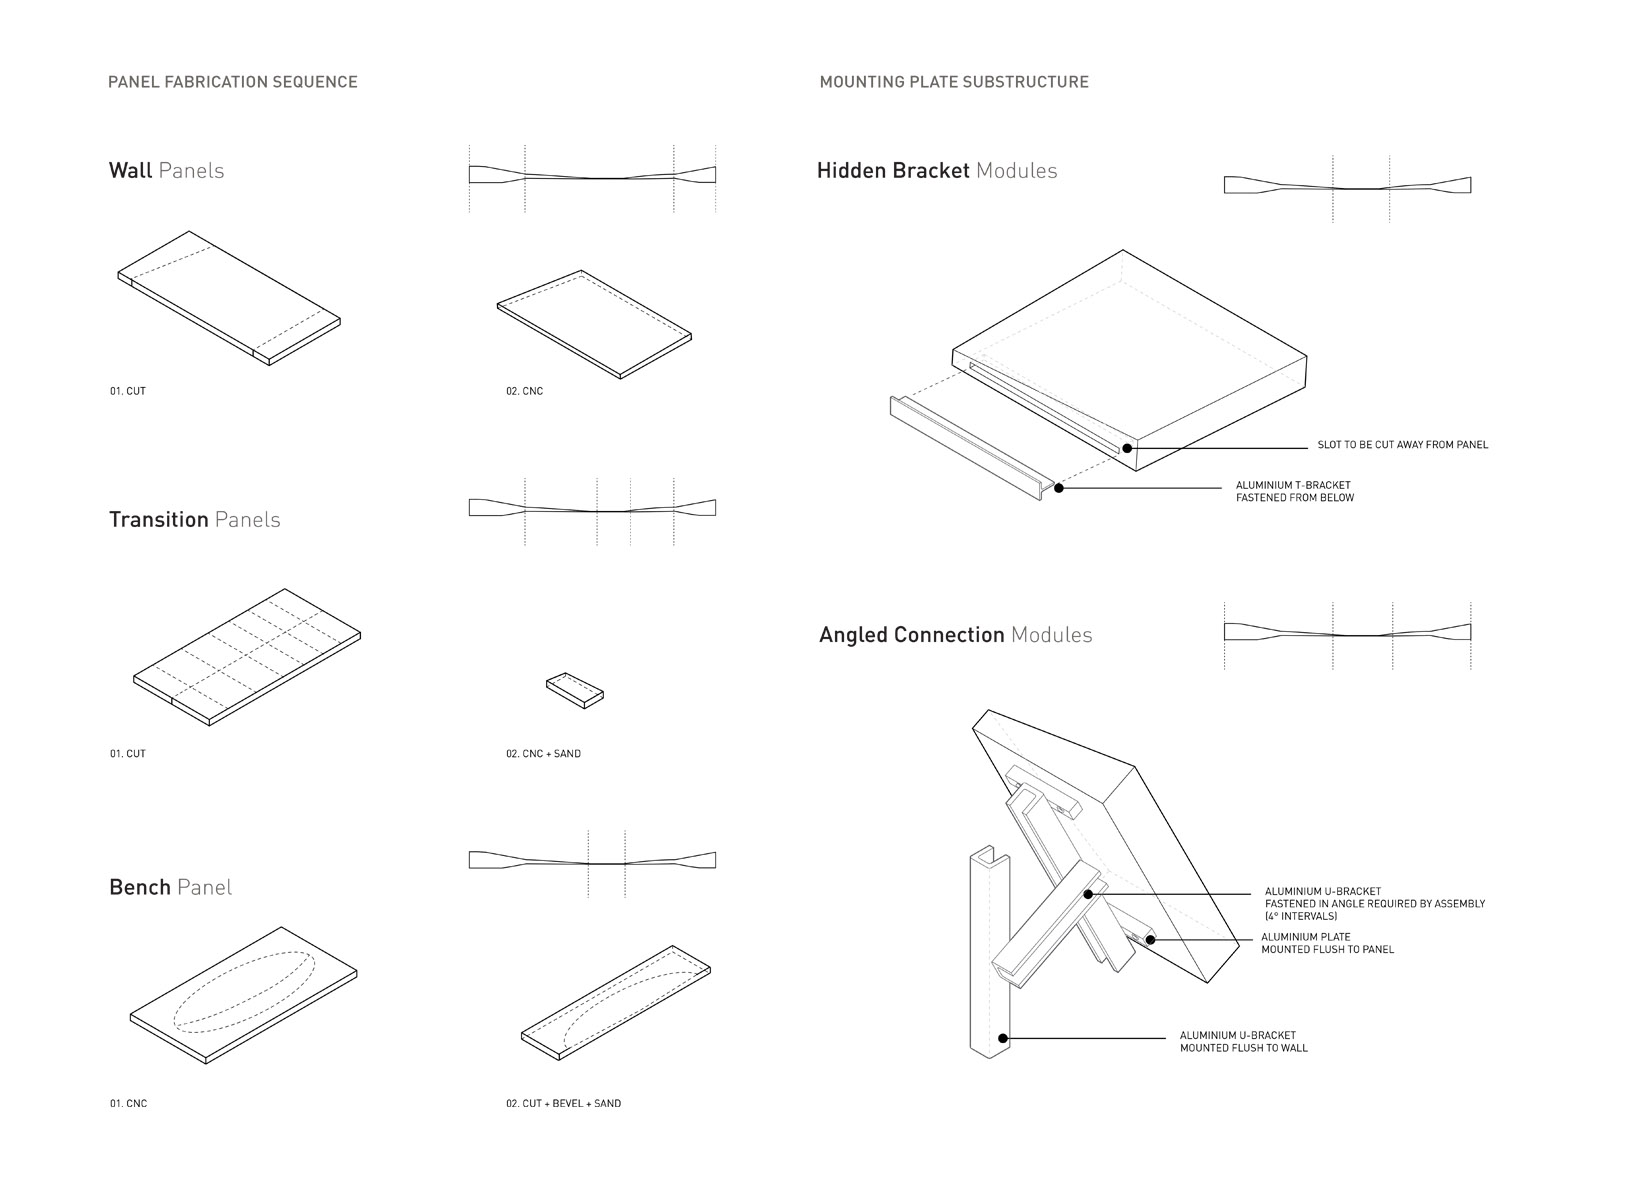 PANEL FABRICATION SEQUENCE
Wall Panels
01. CUT
02. CNC
Transition Panels
01. CUT
02. CNC + SAND
Bench Panel
01. CNC
02. CUT + BEVEL + SAND
MOUNTING PLATE SUBSTRUCTURE
Hidden Bracket Modules
SLOT TO BE CUT AWAY FROM PANEL
ALUMINIUM T-BRACKET
FASTENED FROM BELOW
Angled Connection Modules
ALUMINIUM U-BRACKET
FASTENED IN ANGLE REQUIRED BY ASSEMBLY
(4° INTERVALS)
ALUMINIUM PLATE
MOUNTED FLUSH TO PANEL
ALUMINIUM U-BRACKET
MOUNTED FLUSH TO WALL